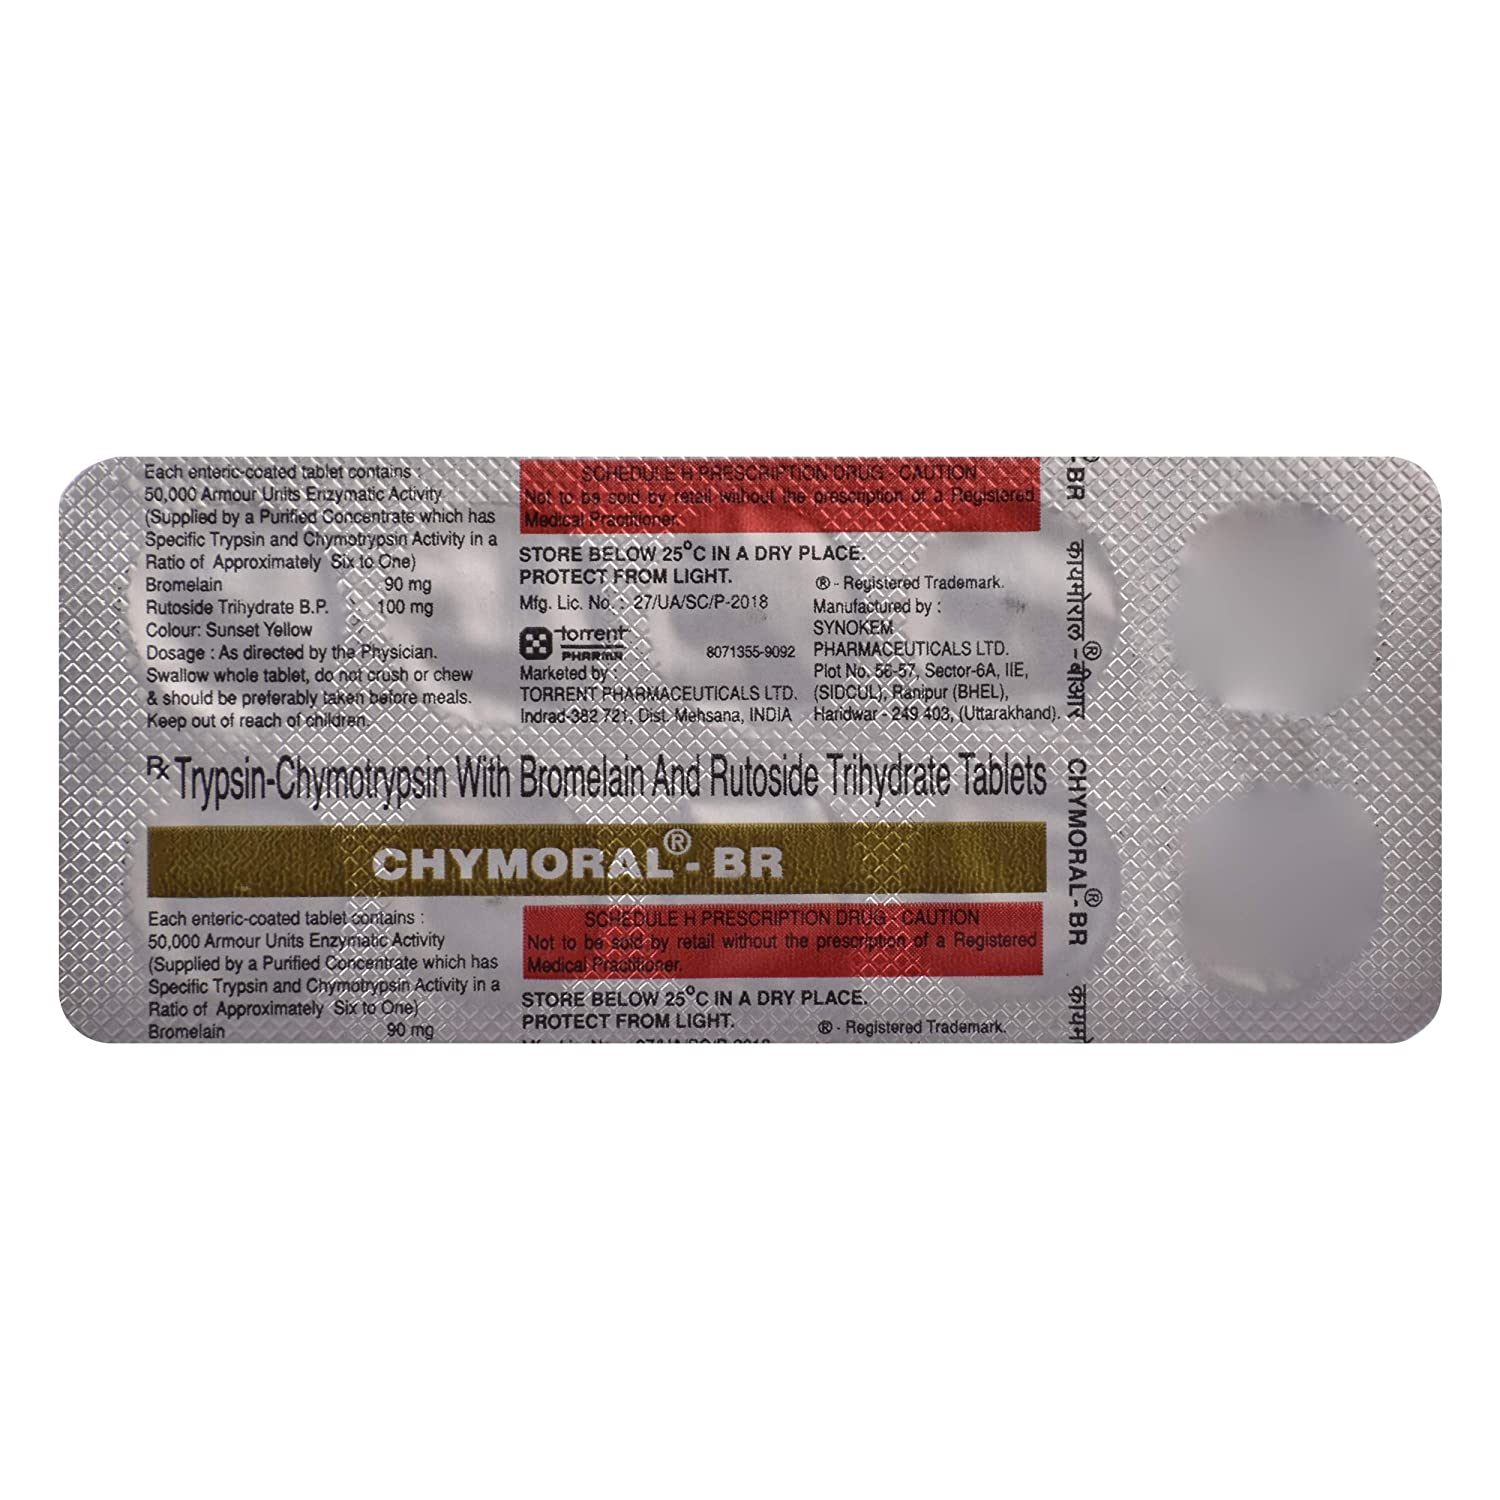 Each enteric-coated tablet contains :
50,000 Armour Units Enzymatic Activity
(Supplied by a Purified Concentrate which has
Specific Trypsin and Chymotrypsin Activity in a
Ratio of Approximately Six to One)
Bromelain 90 mg
Rutoside Trihydrate B.P. : 100 mg
Colour: Sunset Yellow
Dosage : As directed by the Physician.
Swallow whole tablet, do not crush or chew
& should be preferably taken before meals.
Keep out of reach of children.
SCHEDULE H PRESCRIPTION DRUG - CAUTION
Not to be sold by retail without the prescription of a Registered
Medical Practitioner.
STORE BELOW 25°C IN A DRY PLACE.
PROTECT FROM LIGHT.
Mfg. Lic. No. : 27/UA/SC/P-2018
torrent
PHARMA
8071355-9092
Marketed by :
TORRENT PHARMACEUTICALS LTD.
Indrad-382 721, Dist. Mehsana, INDIA
® - Registered Trademark.
Manufactured by :
SYNOKEM
PHARMACEUTICALS LTD.
Plot No. 56-57, Sector-6A, IIE,
(SIDCUL), Ranipur (BHEL),
Haridwar - 249 403, (Uttarakhand).
Rx Trypsin-Chymotrypsin With Bromelain And Rutoside Trihydrate Tablets
CHYMORAL®- BR
Each enteric-coated tablet contains :
50,000 Armour Units Enzymatic Activity
(Supplied by a Purified Concentrate which has
Specific Trypsin and Chymotrypsin Activity in a
Ratio of Approximately Six to One)
Bromelain 90 mg
SCHEDULE H PRESCRIPTION DRUG - CAUTION
Not to be sold by retail without the prescription of a Registered
Medical Practitioner.
STORE BELOW 25°C IN A DRY PLACE.
PROTECT FROM LIGHT.
® - Registered Trademark.
-BR कायमोराल®-बीआर CHYMORAL®-BR कायम